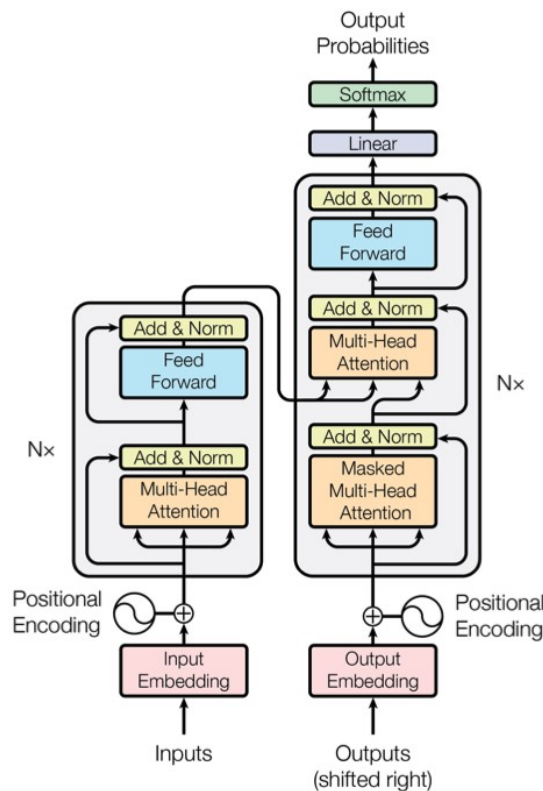 Output
Probabilities
Softmax
Linear
Add & Norm
Feed
Forward
Add & Norm
Multi-Head
Attention
Nx
Add & Norm
Masked
Multi-Head
Attention
Add & Norm
Feed
Forward
Nx
Add & Norm
Multi-Head
Attention
Positional
Encoding
Positional
Encoding
Input
Embedding
Output
Embedding
Inputs
Outputs
(shifted right)